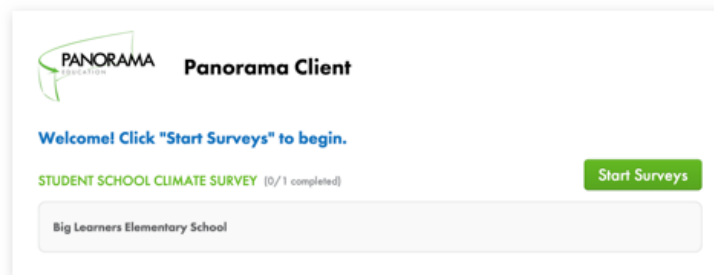 PANORAMA
EDUCATION
Panorama Client
Welcome! Click "Start Surveys" to begin.
STUDENT SCHOOL CLIMATE SURVEY (0/1 completed)
Start Surveys
Big Learners Elementary School